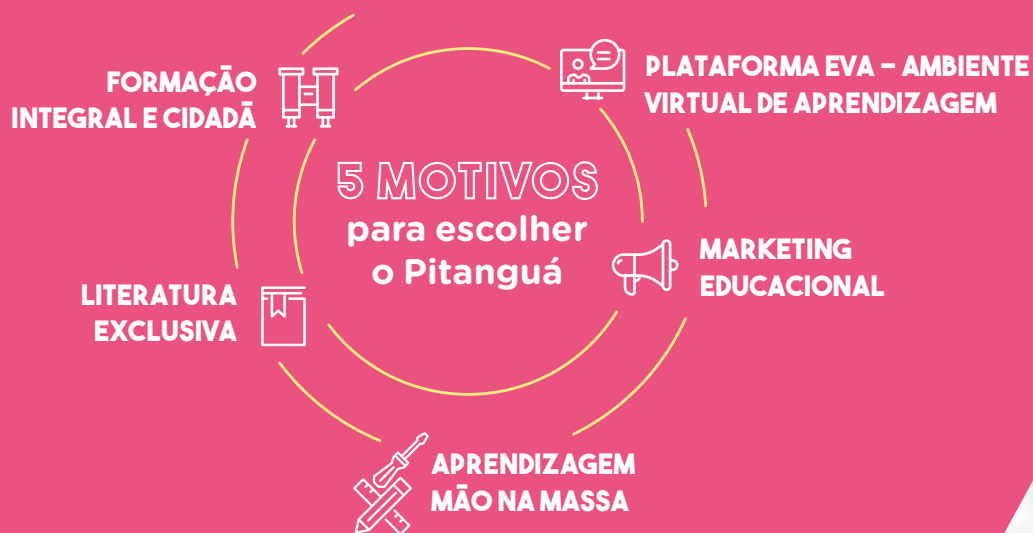 5 MOTIVOS
para escolher
o Pitanguá
FORMAÇÃO
INTEGRAL E CIDADÃ
PLATAFORMA EVA – AMBIENTE
VIRTUAL DE APRENDIZAGEM
MARKETING
EDUCACIONAL
APRENDIZAGEM
MÃO NA MASSA
LITERATURA
EXCLUSIVA